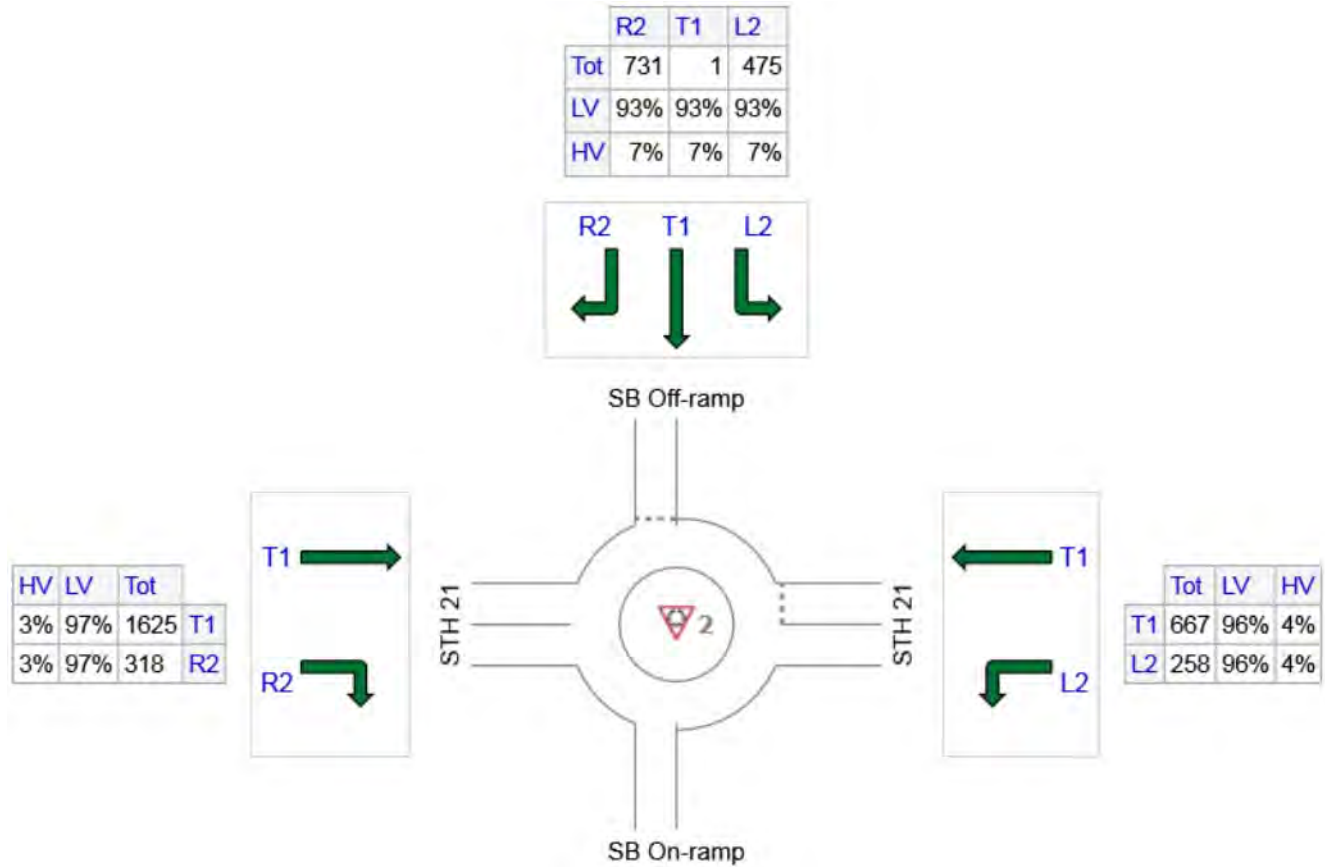 R2 T1 L2
Tot 731 1 475
LV 93% 93% 93%
HV 7% 7% 7%
R2 T1 L2
SB Off-ramp
T1
HV LV Tot
3% 97% 1625 T1
3% 97% 318 R2
R2
STH 21
2
STH 21
T1
L2
Tot LV HV
T1 667 96% 4%
L2 258 96% 4%
SB On-ramp